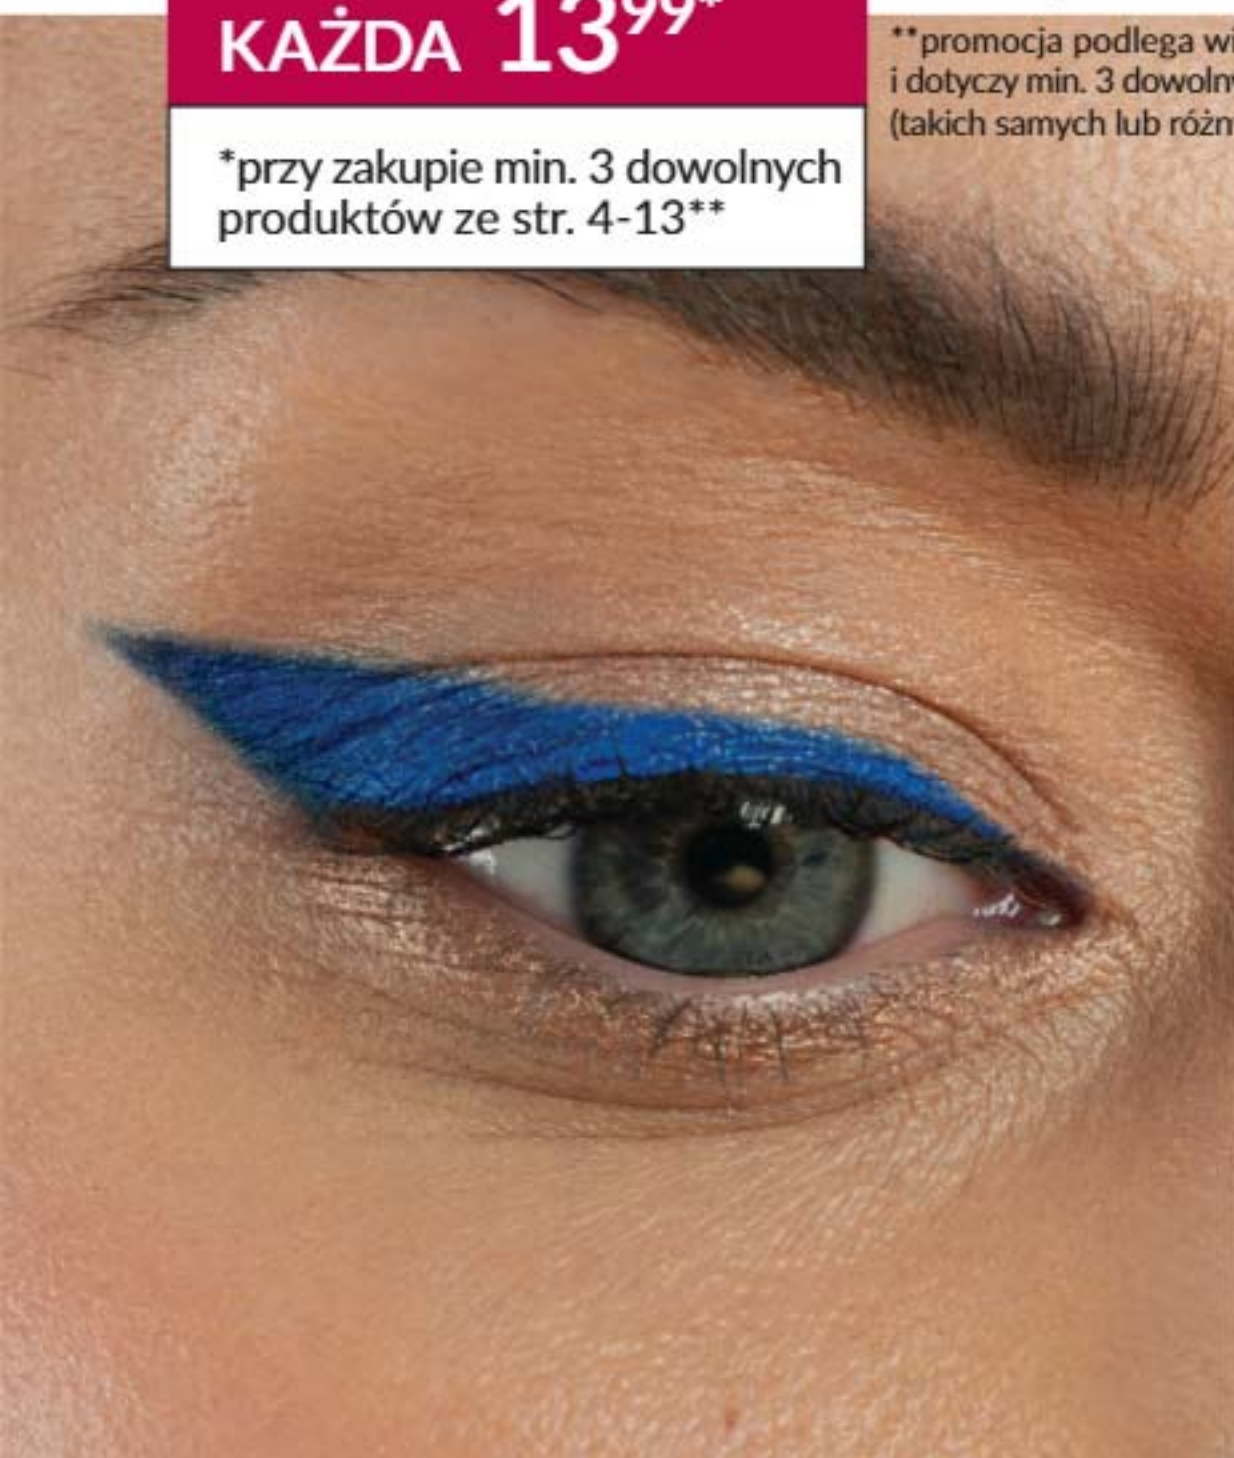 KAŻDA 13⁹⁹*
*przy zakupie min. 3 dowolnych
produktów ze str. 4-13**
**promocja podlega
i dotyczy min. 3
(takich samych lub